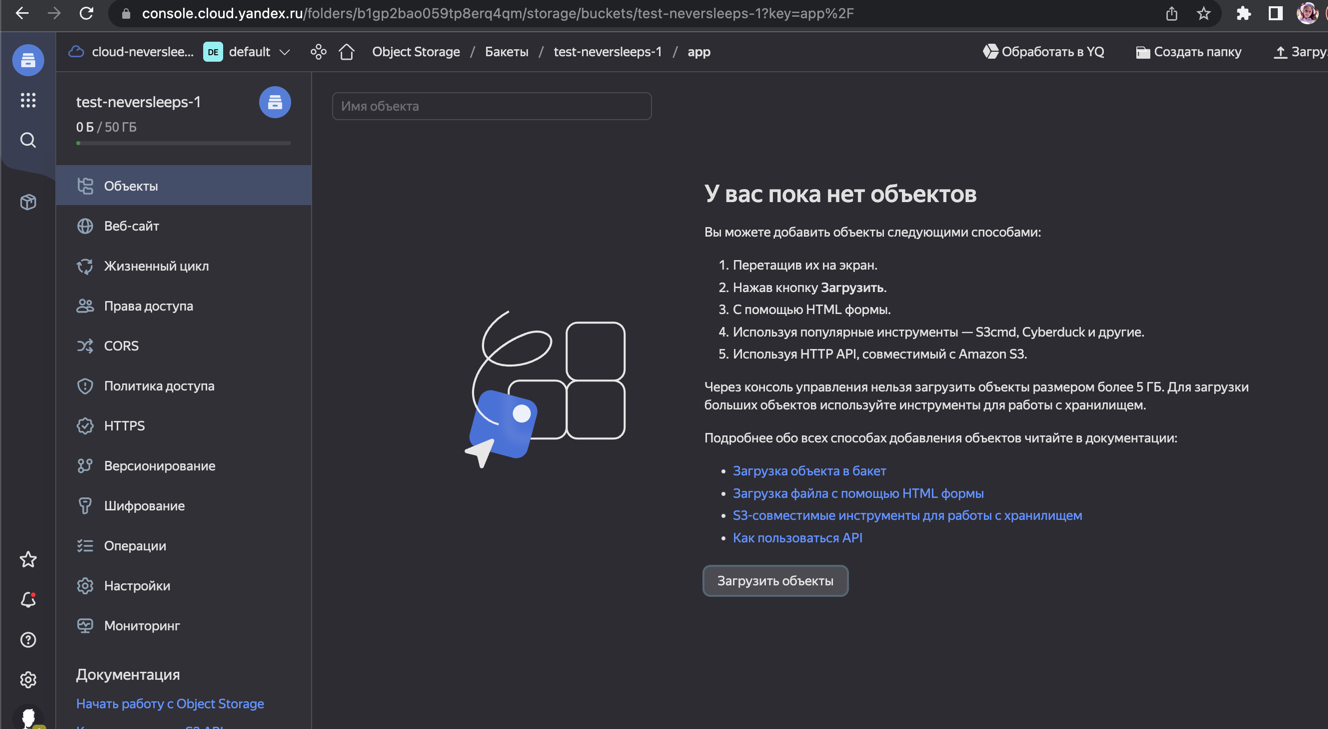 console.cloud.yandex.ru/folders/b1gp2bao059tp8erq4qm/storage/buckets/test-neversleeps-1?key=app%2F
cloud-neverslee... DE default Object Storage / Бакеты / test-neversleeps-1 / app Обработать в YQ Создать папку Загру
test-neversleeps-1
0 Б / 50 ГБ
Объекты
Веб-сайт
Жизненный цикл
Права доступа
CORS
Политика доступа
HTTPS
Версионирование
Шифрование
Операции
Настройки
Мониторинг
Документация
Начать работу с Object Storage
Имя объекта
У вас пока нет объектов
Вы можете добавить объекты следующими способами:
1. Перетащив их на экран.
2. Нажав кнопку Загрузить.
3. С помощью HTML формы.
4. Используя популярные инструменты — S3cmd, Cyberduck и другие.
5. Используя HTTP API, совместимый с Amazon S3.
Через консоль управления нельзя загрузить объекты размером более 5 ГБ. Для загрузки
больших объектов используйте инструменты для работы с хранилищем.
Подробнее обо всех способах добавления объектов читайте в документации:
• Загрузка объекта в бакет
• Загрузка файла с помощью HTML формы
• S3-совместимые инструменты для работы с хранилищем
• Как пользоваться API
Загрузить объекты